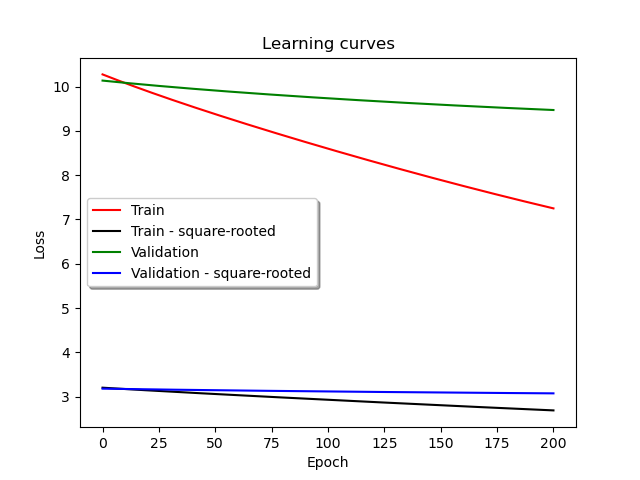 Learning curves
10
9
8
7
6
5
4
3
Loss
Train
Train - square-rooted
Validation
Validation - square-rooted
0 25 50 75 100 125 150 175 200
Epoch